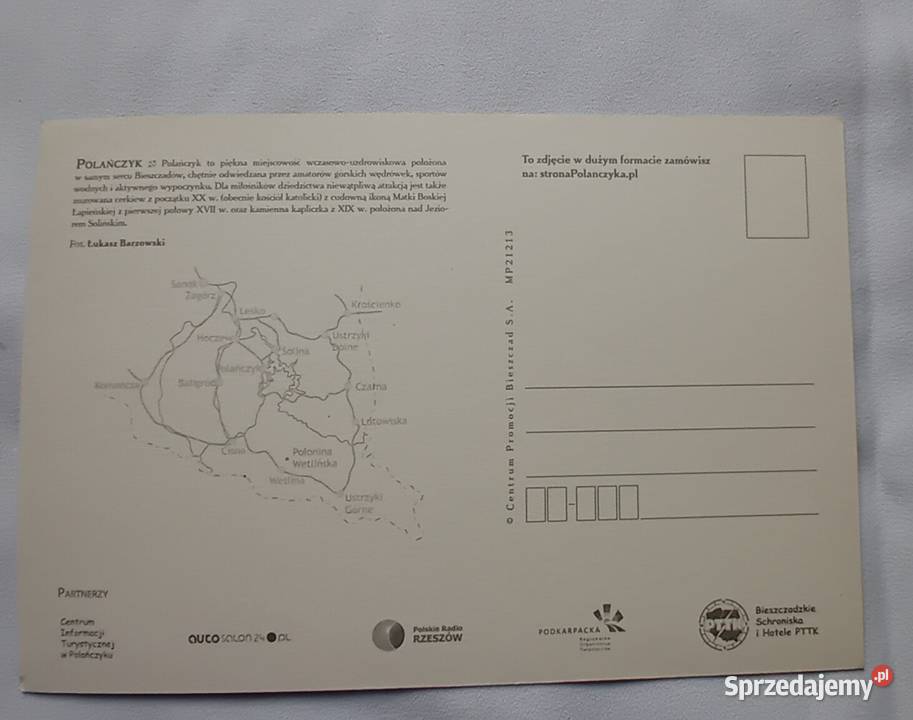 POLAŃCZYK Polańczyk to piękna miejscowość wczasowo-uzdrowiskowa położona
w samym sercu Bieszczadów, chętnie odwiedzana przez amatorów górskich wędrówek, sportów
wodnych i aktywnego wypoczynku. Dla miłośników dziedzictwa niewątpliwą atrakcją jest także
murowana cerkiew z początku XX w. (obecnie kościół katolicki) z cudowną ikoną Matki Boskiej
Łopieńskiej z pierwszej połowy XVII w. oraz kamienna kapliczka z XIX w. położona nad Jezio-
rem Solińskim.
Fot. Łukasz Barzowski
To zdjęcie w dużym formacie zamówisz
na: stronaPolanczyka.pl
© Centrum Promocji Bieszczad S.A. MP21213
Sanok
Zagórz
Lesko
Krościenko
Hoczew
Ustrzyki
Dolne
Solina
Polańczyk
Komańcza
Baligród
Czarna
Lutowiska
Cisna
Połonina
Wetlińska
Wetlina
Ustrzyki
Górne
PARTNERZY
Centrum
Informacji
Turystycznej
w Polańczyku
autosalon24.pl
Polskie Radio
RZESZÓW
PODKARPACKA
Regionalna
Organizacja
Turystyczna
PTTK
Bieszczadzkie
Schroniska
i Hotele PTTK
Sprzedajemy.pl